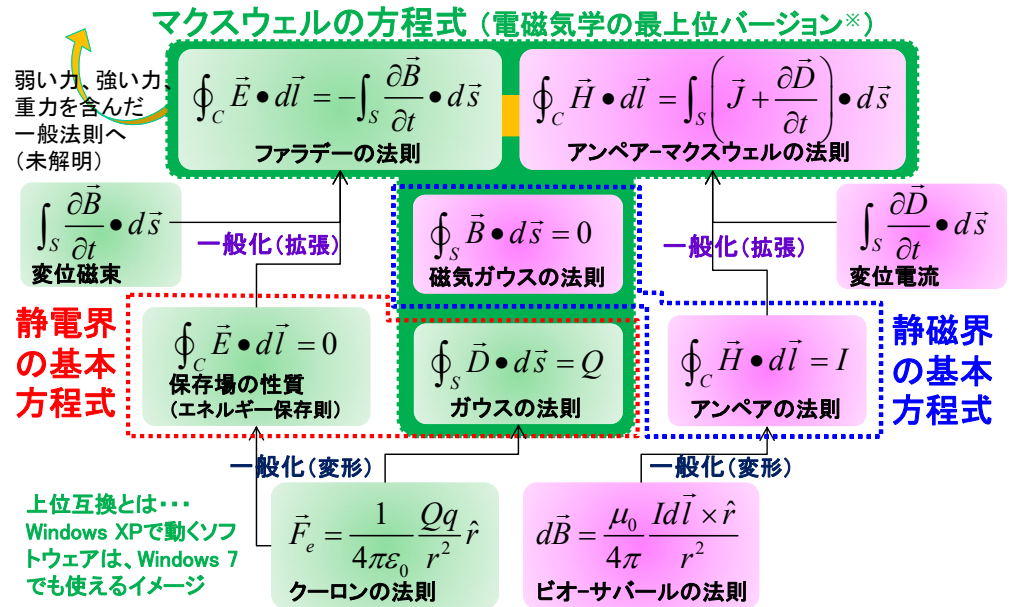 マクスウェルの方程式（電磁気学の最上位バージョン※）
弱い力、強い力、
重力を含んだ
一般法則へ
（未解明）
∮_C E⃗ • dl⃗ = −∫_S ∂B⃗/∂t • ds⃗
ファラデーの法則
∮_C H⃗ • dl⃗ = ∫_S (J⃗ + ∂D⃗/∂t) • ds⃗
アンペア−マクスウェルの法則
∫_S ∂B⃗/∂t • ds⃗
変位磁束
一般化（拡張）
∮_S B⃗ • ds⃗ = 0
磁気ガウスの法則
一般化（拡張）
∫_S ∂D⃗/∂t • ds⃗
変位電流
静電界
の基本
方程式
∮_C E⃗ • dl⃗ = 0
保存場の性質
（エネルギー保存則）
∮_S D⃗ • ds⃗ = Q
ガウスの法則
∮_C H⃗ • dl⃗ = I
アンペアの法則
静磁界
の基本
方程式
一般化（変形）
一般化（変形）
上位互換とは・・・
Windows XPで動くソフ
トウェアは、Windows 7
でも使えるイメージ
F⃗_e = 1/4πε₀ Qq/r² r̂
クーロンの法則
dB⃗ = μ₀/4π Idl⃗ × r̂/r²
ビオ−サバールの法則